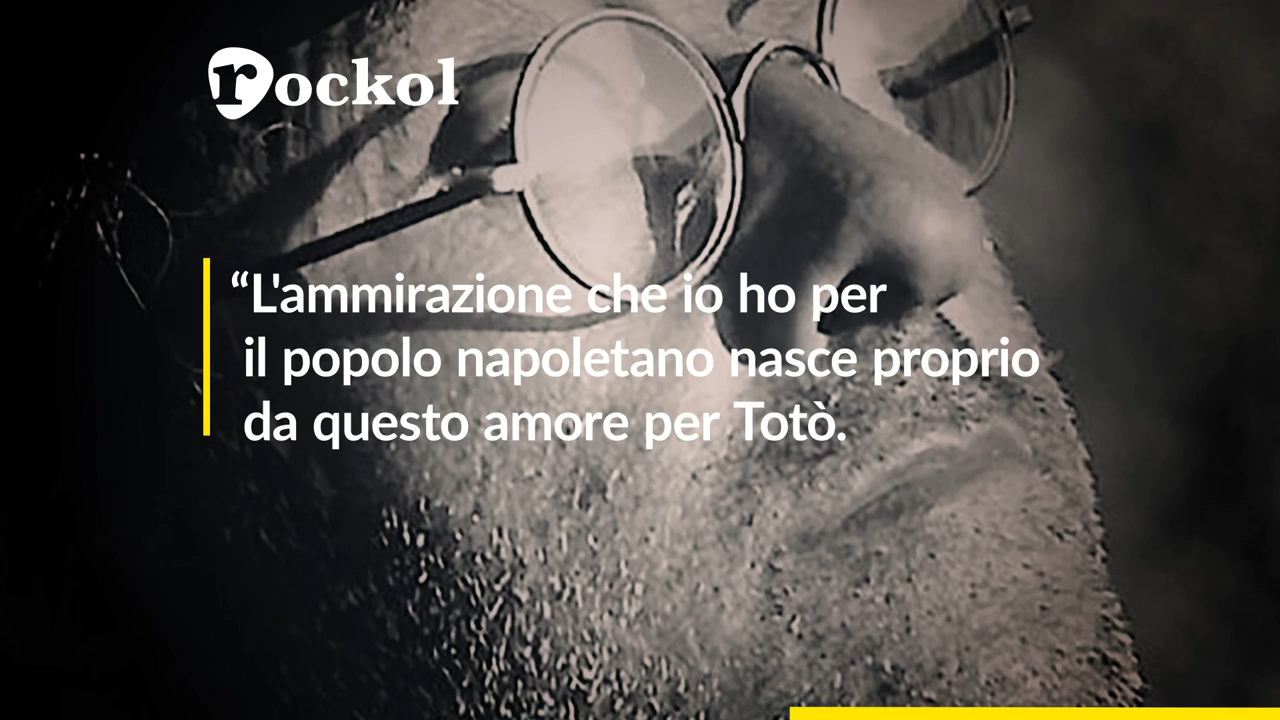 rockol
“L'ammirazione che io ho per
il popolo napoletano nasce proprio
da questo amore per Totò.